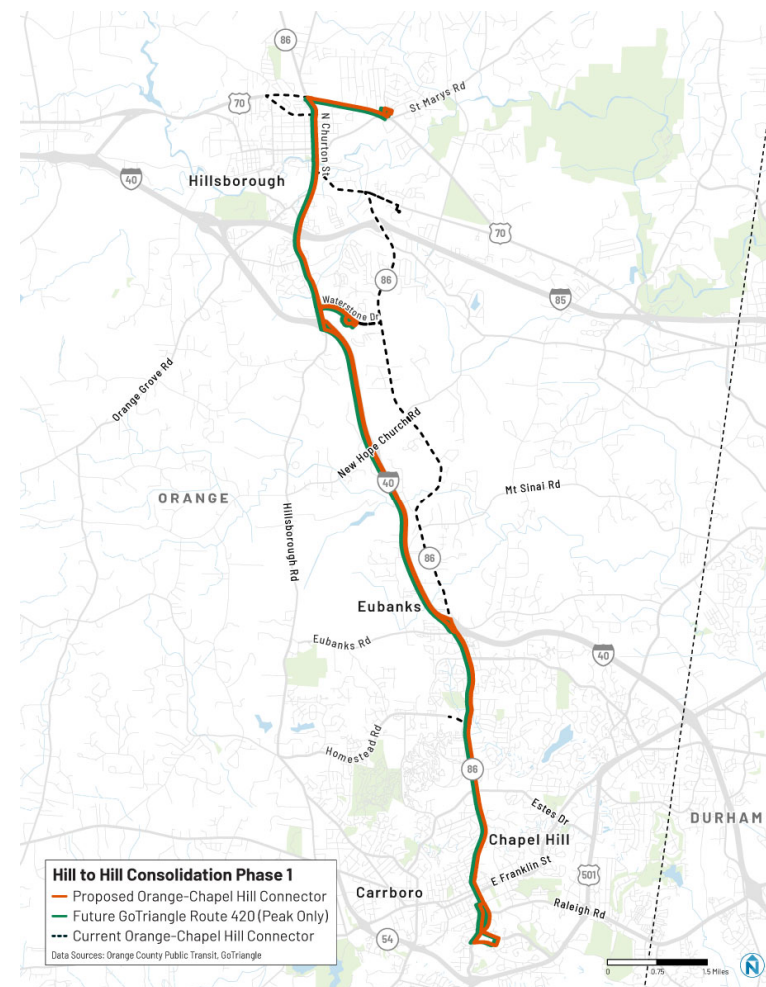 86
70
St Marys Rd
N Churton St
40
Hillsborough
70
86
85
Waterstone Dr
Orange Grove Rd
New Hope Church Rd
40
ORANGE
Mt Sinai Rd
Hillsborough Rd
86
Eubanks
Eubanks Rd
40
Homestead Rd
86
Estes Dr
DURHAM
Chapel Hill
E Franklin St
501
Carrboro
Raleigh Rd
54
Hill to Hill Consolidation Phase 1
Proposed Orange-Chapel Hill Connector
Future GoTriangle Route 420 (Peak Only)
Current Orange-Chapel Hill Connector
Data Sources: Orange County Public Transit, GoTriangle
0 0.75 1.5 Miles
N